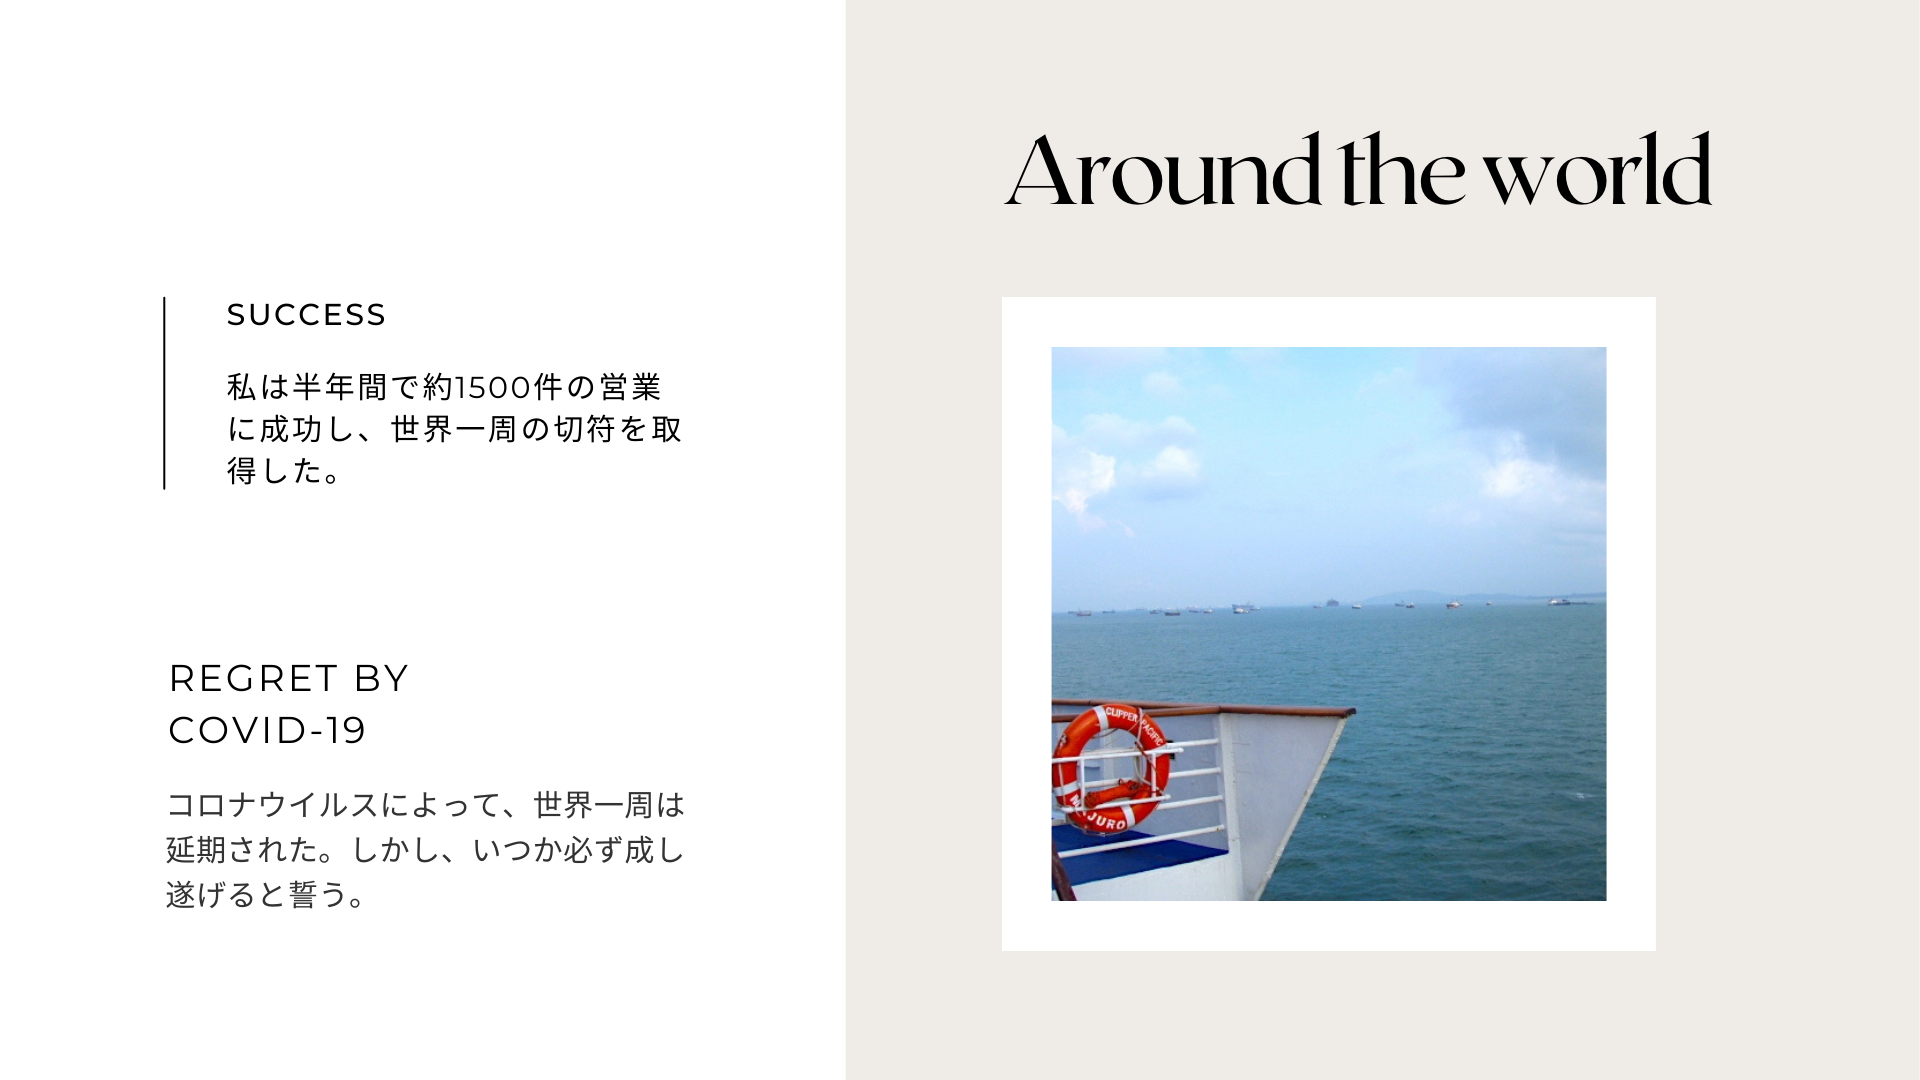 Around the world
SUCCESS
私は半年間で約1500件の営業
に成功し、世界一周の切符を取
得した。
REGRET BY
COVID-19
コロナウイルスによって、世界一周は
延期された。しかし、いつか必ず成し
遂げると誓う。
CLIPPER PACIFIC